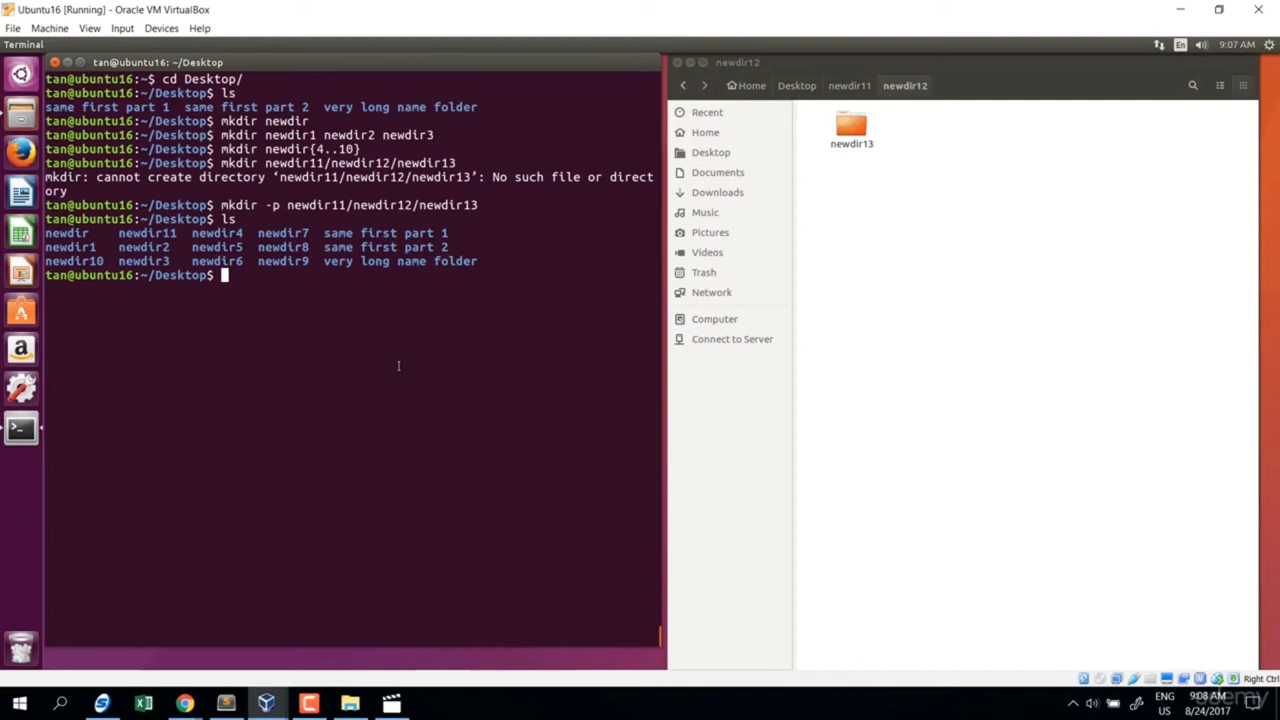 Ubuntu16 [Running] - Oracle VM VirtualBox
File Machine View Input Devices Help
Terminal
En
9:07 AM
tan@ubuntu16: ~/Desktop
tan@ubuntu16:~$ cd Desktop/
tan@ubuntu16:~/Desktop$ ls
same first part 1  same first part 2  very long name folder
tan@ubuntu16:~/Desktop$ mkdir newdir
tan@ubuntu16:~/Desktop$ mkdir newdir1 newdir2 newdir3
tan@ubuntu16:~/Desktop$ mkdir newdir{4..10}
tan@ubuntu16:~/Desktop$ mkdir newdir11/newdir12/newdir13
mkdir: cannot create directory ‘newdir11/newdir12/newdir13’: No such file or direct
ory
tan@ubuntu16:~/Desktop$ mkdir -p newdir11/newdir12/newdir13
tan@ubuntu16:~/Desktop$ ls
newdir    newdir11  newdir4  newdir7  same first part 1
newdir1   newdir2   newdir5  newdir8  same first part 2
newdir10  newdir3   newdir6  newdir9  very long name folder
tan@ubuntu16:~/Desktop$
newdir12
Home Desktop newdir11 newdir12
Recent
Home
Desktop
Documents
Downloads
Music
Pictures
Videos
Trash
Network
Computer
Connect to Server
newdir13
Right Ctrl
ENG
US
9:08 AM
8/24/2017
udemy